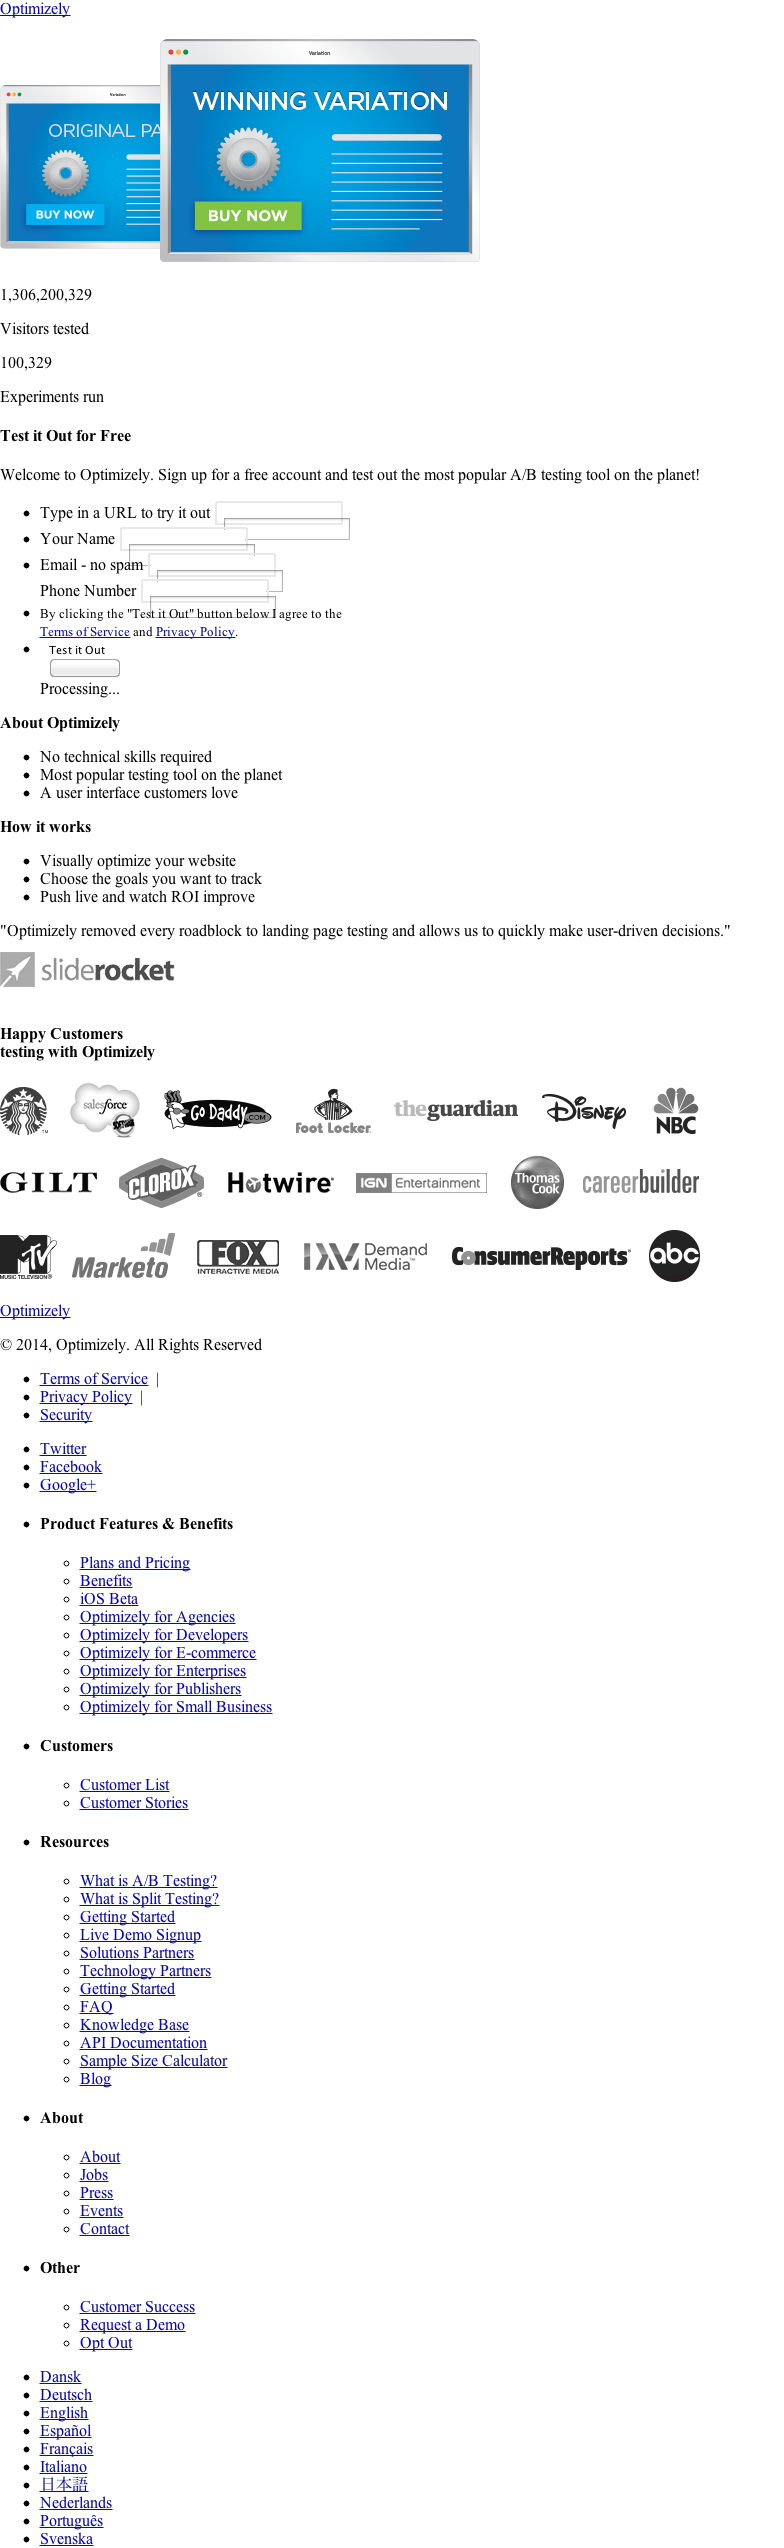 Optimizely
Variation
Variation
ORIGINAL PA
WINNING VARIATION
BUY NOW
BUY NOW
1,306,200,329
Visitors tested
100,329
Experiments run
Test it Out for Free
Welcome to Optimizely. Sign up for a free account and test out the most popular A/B testing tool on the planet!
Type in a URL to try it out
Your Name
Email - no spam
Phone Number
By clicking the "Test it Out" button below I agree to the
Terms of Service and Privacy Policy.
Test it Out
Processing...
About Optimizely
No technical skills required
Most popular testing tool on the planet
A user interface customers love
How it works
Visually optimize your website
Choose the goals you want to track
Push live and watch ROI improve
"Optimizely removed every roadblock to landing page testing and allows us to quickly make user-driven decisions."
sliderocket
Happy Customers
testing with Optimizely
salesforce Go Daddy .COM Foot Locker theguardian Disney NBC
GILT CLOROX Hotwire IGN Entertainment Thomas Cook careerbuilder
MTV MUSIC TELEVISION Marketo FOX INTERACTIVE MEDIA Demand Media ConsumerReports abc
Optimizely
© 2014, Optimizely. All Rights Reserved
Terms of Service |
Privacy Policy |
Security
Twitter
Facebook
Google+
Product Features & Benefits
Plans and Pricing
Benefits
iOS Beta
Optimizely for Agencies
Optimizely for Developers
Optimizely for E-commerce
Optimizely for Enterprises
Optimizely for Publishers
Optimizely for Small Business
Customers
Customer List
Customer Stories
Resources
What is A/B Testing?
What is Split Testing?
Getting Started
Live Demo Signup
Solutions Partners
Technology Partners
Getting Started
FAQ
Knowledge Base
API Documentation
Sample Size Calculator
Blog
About
About
Jobs
Press
Events
Contact
Other
Customer Success
Request a Demo
Opt Out
Dansk
Deutsch
English
Español
Français
Italiano
日本語
Nederlands
Português
Svenska